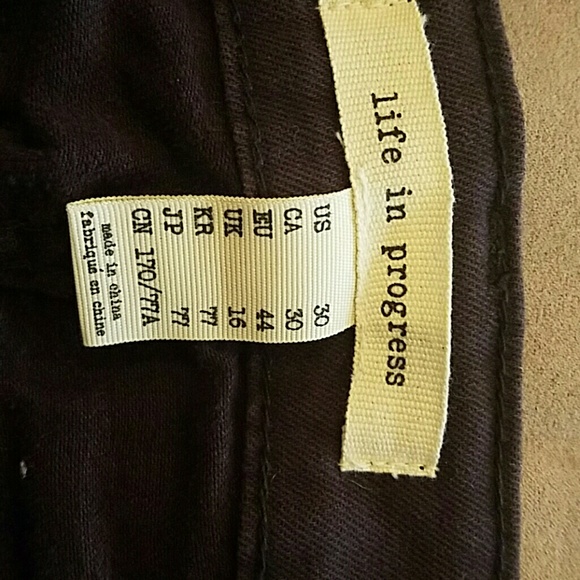 life in progress
US 30
CA 30
EU 44
UK 16
KR 77
JP 77
CN 170/77A
made in china
fabriqué en chine